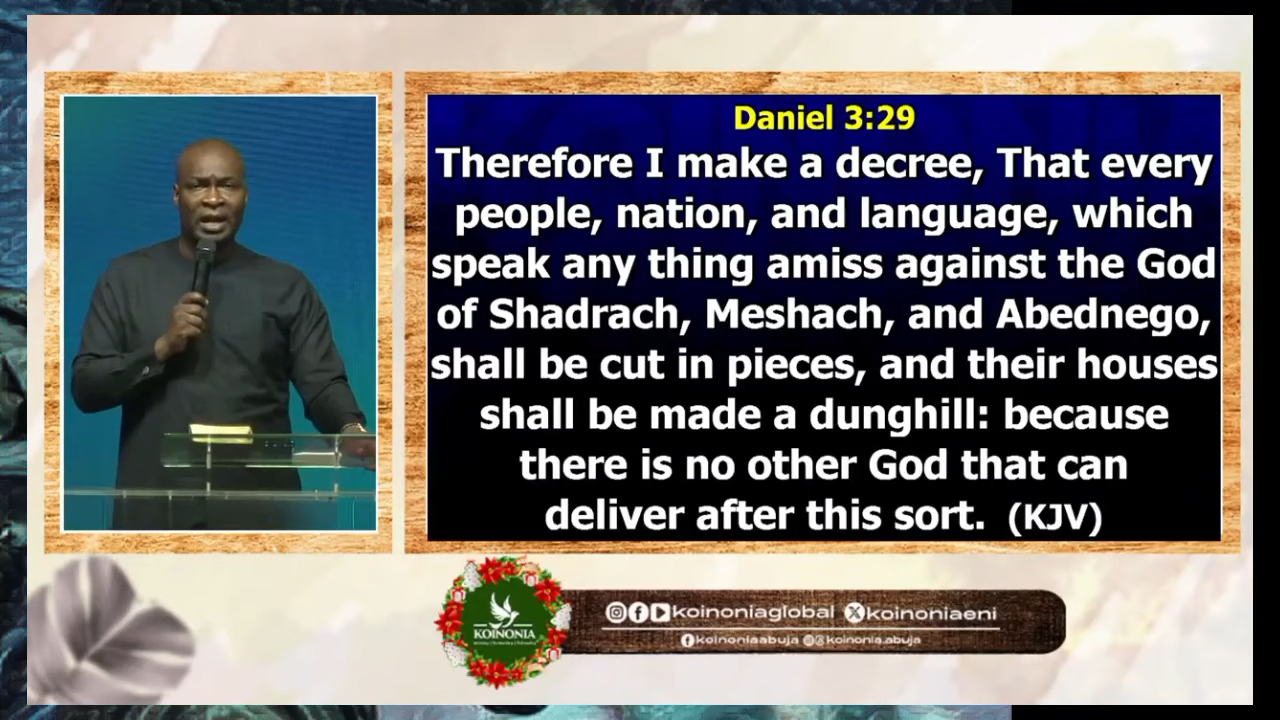 Daniel 3:29
Therefore I make a decree, That every
people, nation, and language, which
speak any thing amiss against the God
of Shadrach, Meshach, and Abednego,
shall be cut in pieces, and their houses
shall be made a dunghill: because
there is no other God that can
deliver after this sort. (KJV)
KOINONIA
koinoniaglobal koinoniaeni
koinoniaabuja koinonia.abuja